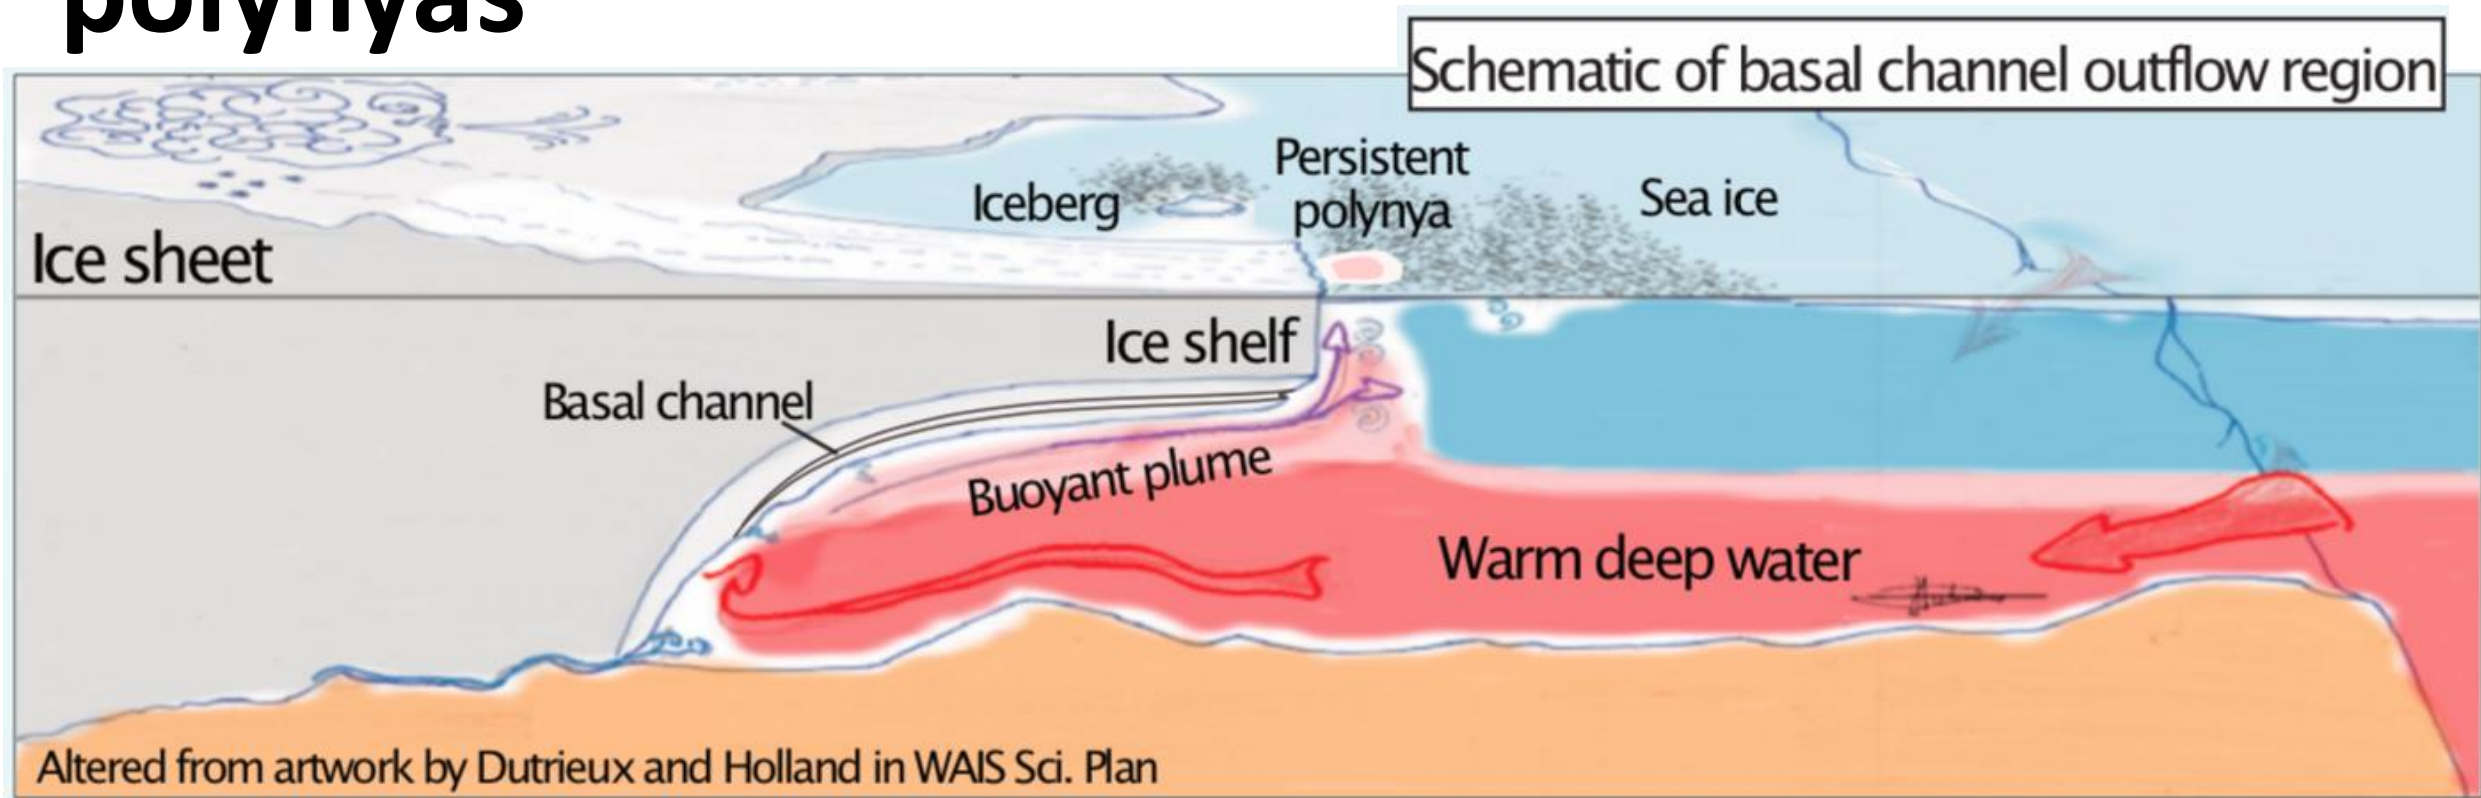 polynyas
Schematic of basal channel outflow region
Persistent
polynya
Iceberg
Sea ice
Ice sheet
Ice shelf
Basal channel
Buoyant plume
Warm deep water
Altered from artwork by Dutrieux and Holland in WAIS Sci. Plan